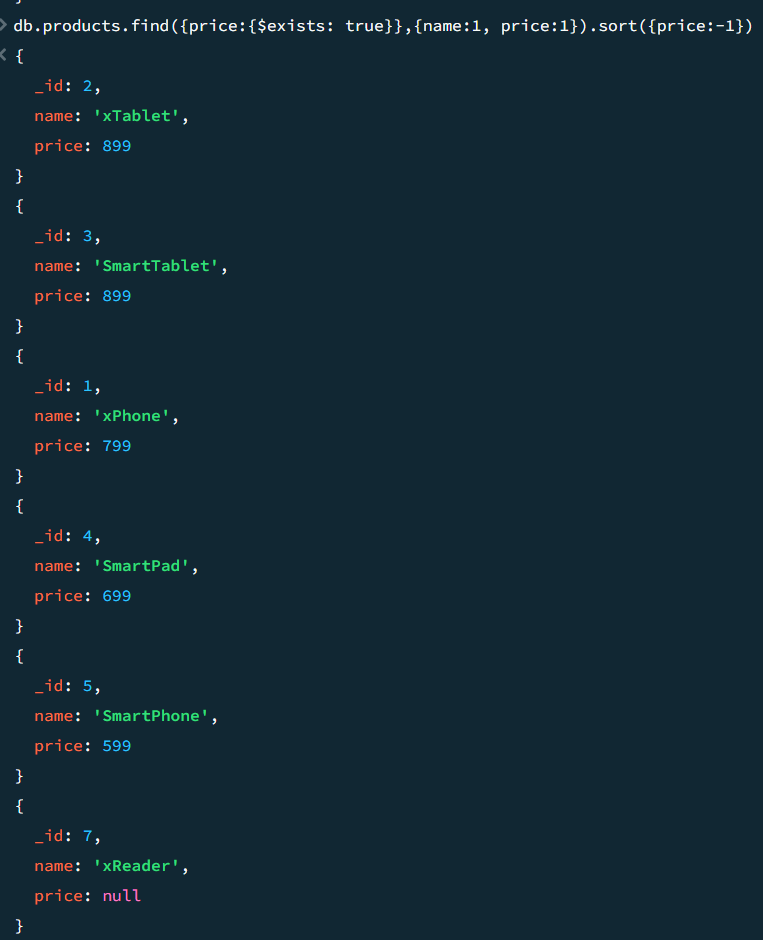 }
> db.products.find({price:{$exists: true}},{name:1, price:1}).sort({price:-1})
< {
_id: 2,
name: 'xTablet',
price: 899
}
{
_id: 3,
name: 'SmartTablet',
price: 899
}
{
_id: 1,
name: 'xPhone',
price: 799
}
{
_id: 4,
name: 'SmartPad',
price: 699
}
{
_id: 5,
name: 'SmartPhone',
price: 599
}
{
_id: 7,
name: 'xReader',
price: null
}